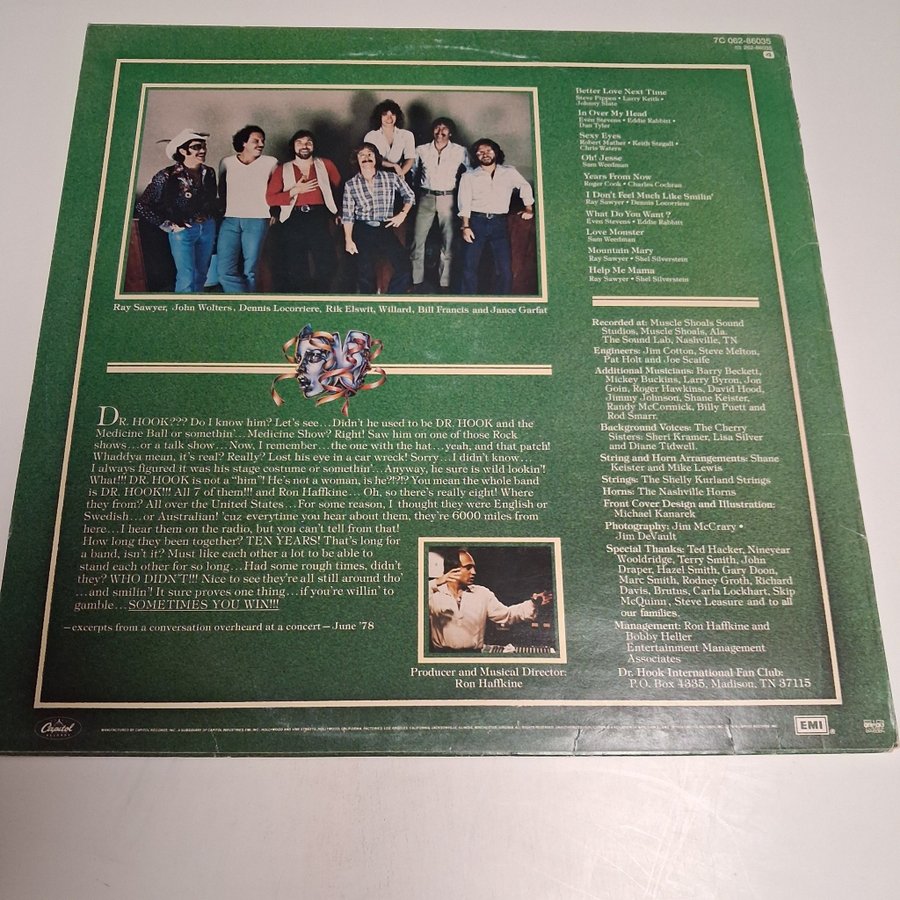 7C 062-86035
Better Love Next Time
Steve Pippen • Larry Keith •
Johnny Slate
In Over My Head
Even Stevens • Eddie Rabbitt •
Dan Tyler
Sexy Eyes
Robert Mather • Keith Stegall •
Chris Waters
Oh! Jesse
Sam Weedman
Years From Now
Roger Cook • Charles Cochran
I Don't Feel Much Like Smilin'
Ray Sawyer • Dennis Locorriere
What Do You Want?
Even Stevens • Eddie Rabbitt
Love Monster
Sam Weedman
Mountain Mary
Ray Sawyer • Shel Silverstein
Help Me Mama
Ray Sawyer • Shel Silverstein
Ray Sawyer, John Wolters, Dennis Locorriere, Rik Elswit, Willard, Bill Francis and Jance Garfat
DR. HOOK??? Do I know him? Let's see...Didn't he used to be DR. HOOK and the
Medicine Ball or somethin'...Medicine Show? Right! Saw him on one of those Rock
shows...or a talk show...Now, I remember...the one with the hat...yeah, and that patch!
Whaddya mean, it's real? Really? Lost his eye in a car wreck! Sorry...I didn't know...
I always figured it was his stage costume or somethin'...Anyway, he sure is wild lookin'!
What!!! DR. HOOK is not a "him"! He's not a woman, is he?!?!? You mean the whole band
is DR. HOOK!!! All 7 of them!!! and Ron Haffkine...Oh, so there's really eight! Where
they from? All over the United States...For some reason, I thought they were English or
Swedish...or Australian! 'cuz everytime you hear about them, they're 6000 miles from
here...I hear them on the radio, but you can't tell from that!
How long they been together? TEN YEARS! That's long for
a band, isn't it? Must like each other a lot to be able to
stand each other for so long...Had some rough times, didn't
they? WHO DIDN'T!!! Nice to see they're all still around tho'
...and smilin'! It sure proves one thing...if you're willin' to
gamble...SOMETIMES YOU WIN!!!
—excerpts from a conversation overheard at a concert—June '78
Producer and Musical Director:
Ron Haffkine
Recorded at: Muscle Shoals Sound
Studios, Muscle Shoals, Ala.
The Sound Lab, Nashville, TN
Engineers: Jim Cotton, Steve Melton,
Pat Holt and Joe Scaife
Additional Musicians: Barry Beckett,
Mickey Buckins, Larry Byrom, Jon
Goin, Roger Hawkins, David Hood,
Jimmy Johnson, Shane Keister,
Randy McCormick, Billy Puett and
Rod Smarr.
Background Voices: The Cherry
Sisters: Sheri Kramer, Lisa Silver
and Diane Tidwell.
String and Horn Arrangements: Shane
Keister and Mike Lewis
Strings: The Shelly Kurland Strings
Horns: The Nashville Horns
Front Cover Design and Illustration:
Michael Kanarek
Photography: Jim McCrary •
Jim DeVault
Special Thanks: Ted Hacker, Nineyear
Wooldridge, Terry Smith, John
Draper, Hazel Smith, Gary Doon,
Marc Smith, Rodney Groth, Richard
Davis, Brutus, Carla Lockhart, Skip
McQuinn, Steve Leasure and to all
our families.
Management: Ron Haffkine and
Bobby Heller
Entertainment Management
Associates
Dr. Hook International Fan Club:
P.O. Box 4335, Madison, TN 37115
Capitol
RECORDS
EMI